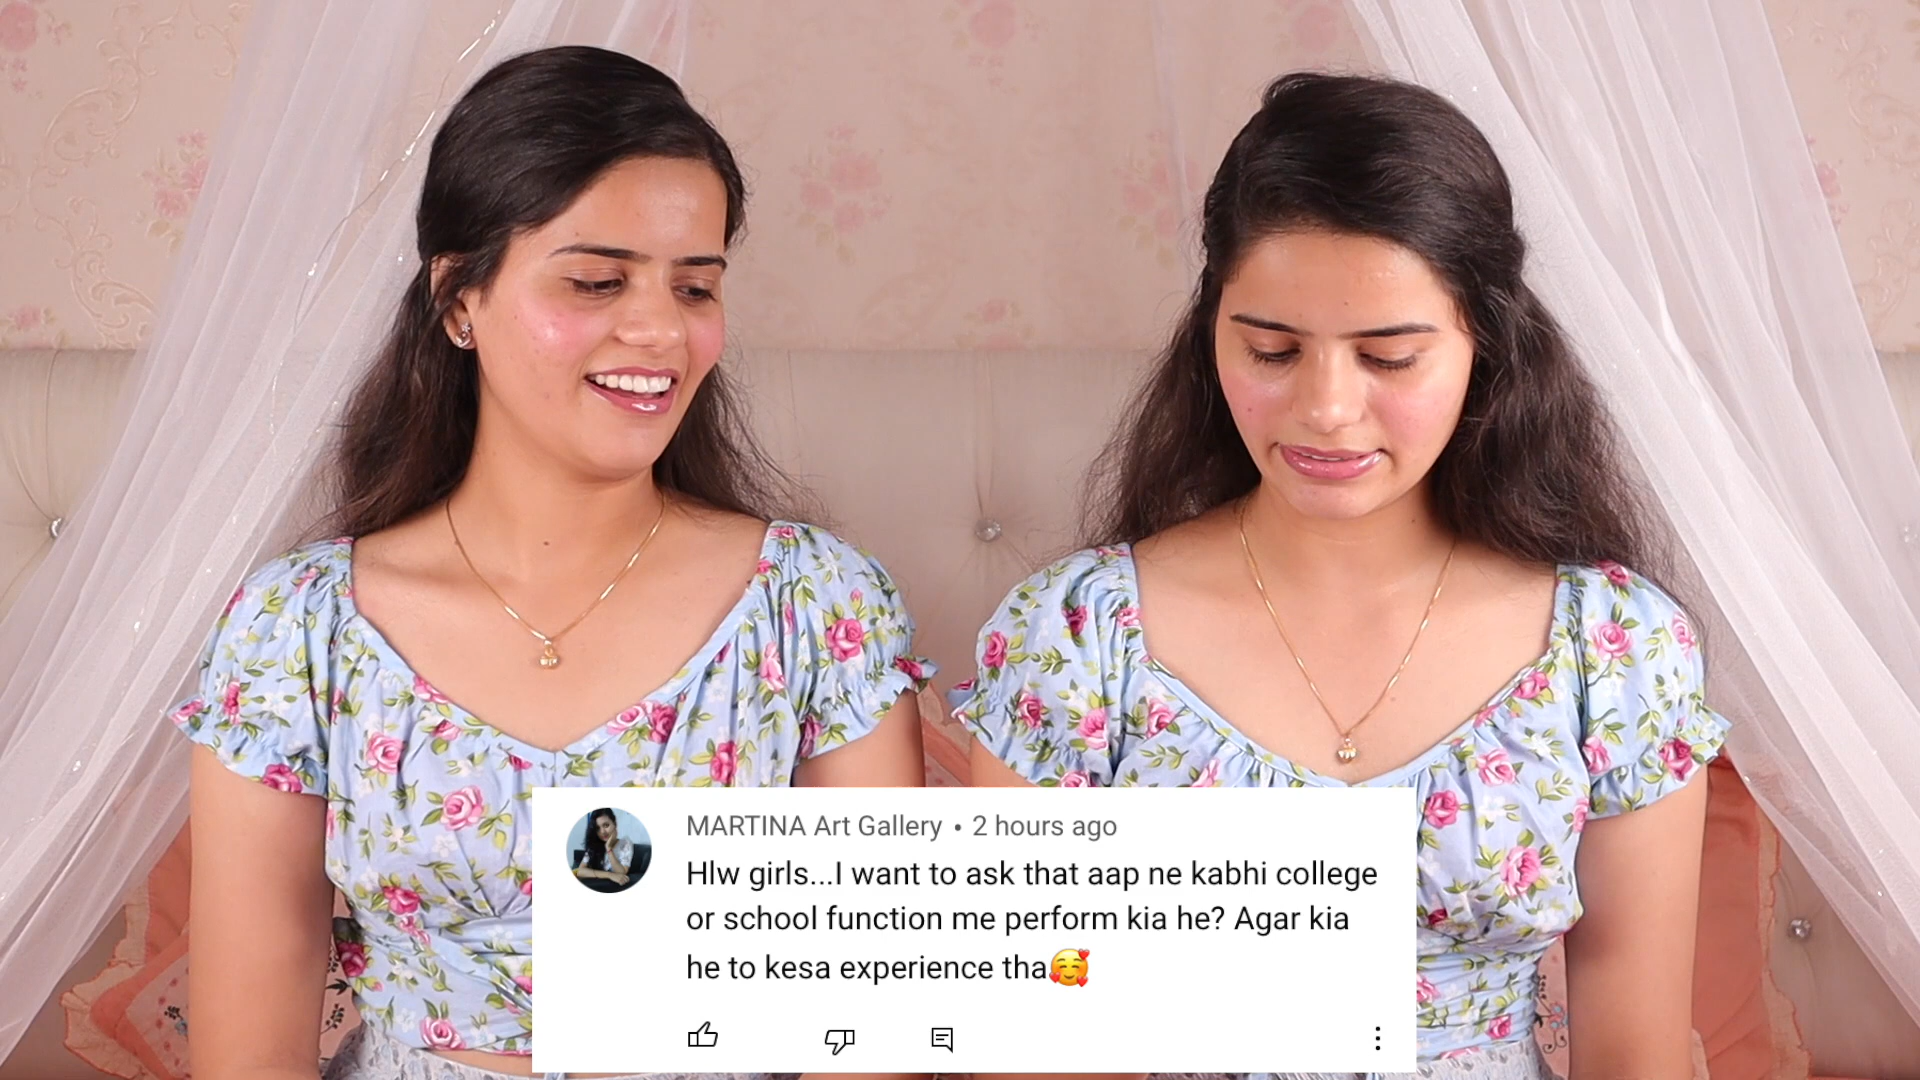 MARTINA Art Gallery • 2 hours ago
Hlw girls...I want to ask that aap ne kabhi college
or school function me perform kia he? Agar kia
he to kesa experience tha🥰